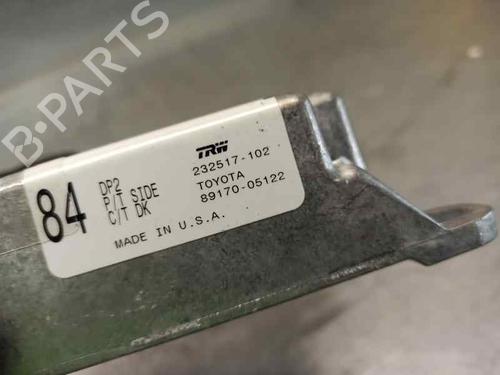 B-PARTS
84
DP2
P/T SIDE
C/T DK
TRW
232517-102
TOYOTA
89170-05122
MADE IN U.S.A.